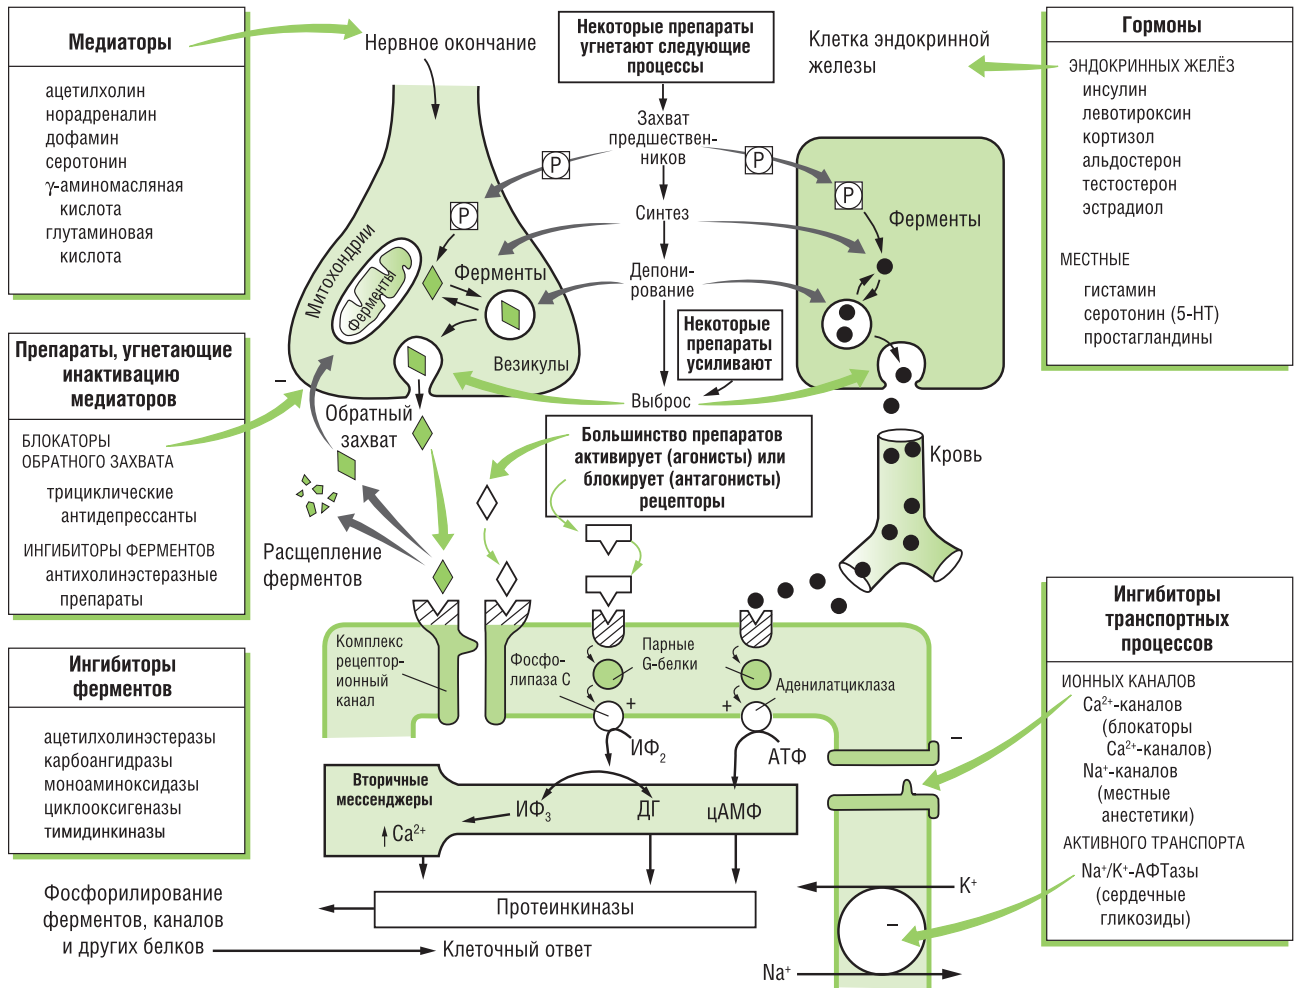 Медиаторы
ацетилхолин
норадреналин
дофамин
серотонин
γ-аминомасляная
кислота
глутаминовая
кислота
Нервное окончание
Некоторые препараты
угнетают следующие
процессы
Клетка эндокринной
железы
Гормоны
ЭНДОКРИННЫХ ЖЕЛЁЗ
инсулин
левотироксин
кортизол
альдостерон
тестостерон
эстрадиол
МЕСТНЫЕ
гистамин
серотонин (5-НТ)
простагландины
Захват
предшествен-
ников
P
P
P
P
Синтез
Ферменты
Депони-
рование
Митохондрии
Ферменты
Ферменты
Везикулы
Некоторые
препараты
усиливают
Выброс
Препараты, угнетающие
инактивацию
медиаторов
БЛОКАТОРЫ
ОБРАТНОГО ЗАХВАТА
трициклические
антидепрессанты
ИНГИБИТОРЫ ФЕРМЕНТОВ
антихолинэстеразные
препараты
–
Обратный
захват
Большинство препаратов
активирует (агонисты) или
блокирует (антагонисты)
рецепторы
Кровь
Расщепление
ферментов
Ингибиторы
ферментов
ацетилхолинэстеразы
карбоангидразы
моноаминоксидазы
циклооксигеназы
тимидинкиназы
Комплекс
рецептор-
ионный
канал
Фосфо-
липаза С
Парные
G-белки
Аденилатциклаза
+
+
ИФ₂
АТФ
Вторичные
мессенджеры
Ca²⁺
ИФ₃
ДГ
цАМФ
Протеинкиназы
Фосфорилирование
ферментов, каналов
и других белков
Клеточный ответ
Ингибиторы
транспортных
процессов
ИОННЫХ КАНАЛОВ
Ca²⁺-каналов
(блокаторы
Ca²⁺-каналов)
Na⁺-каналов
(местные
анестетики)
АКТИВНОГО ТРАНСПОРТА
Na⁺/K⁺-АФТазы
(сердечные
гликозиды)
–
K⁺
–
Na⁺